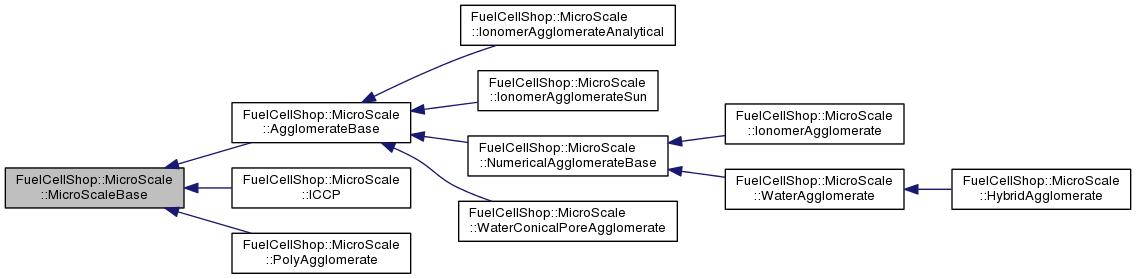 FuelCellShop::MicroScale
::IonomerAgglomerateAnalytical
FuelCellShop::MicroScale
::IonomerAgglomerateSun
FuelCellShop::MicroScale
::AgglomerateBase
FuelCellShop::MicroScale
::IonomerAgglomerate
FuelCellShop::MicroScale
::NumericalAgglomerateBase
FuelCellShop::MicroScale
::MicroScaleBase
FuelCellShop::MicroScale
::ICCP
FuelCellShop::MicroScale
::WaterAgglomerate
FuelCellShop::MicroScale
::HybridAgglomerate
FuelCellShop::MicroScale
::WaterConicalPoreAgglomerate
FuelCellShop::MicroScale
::PolyAgglomerate